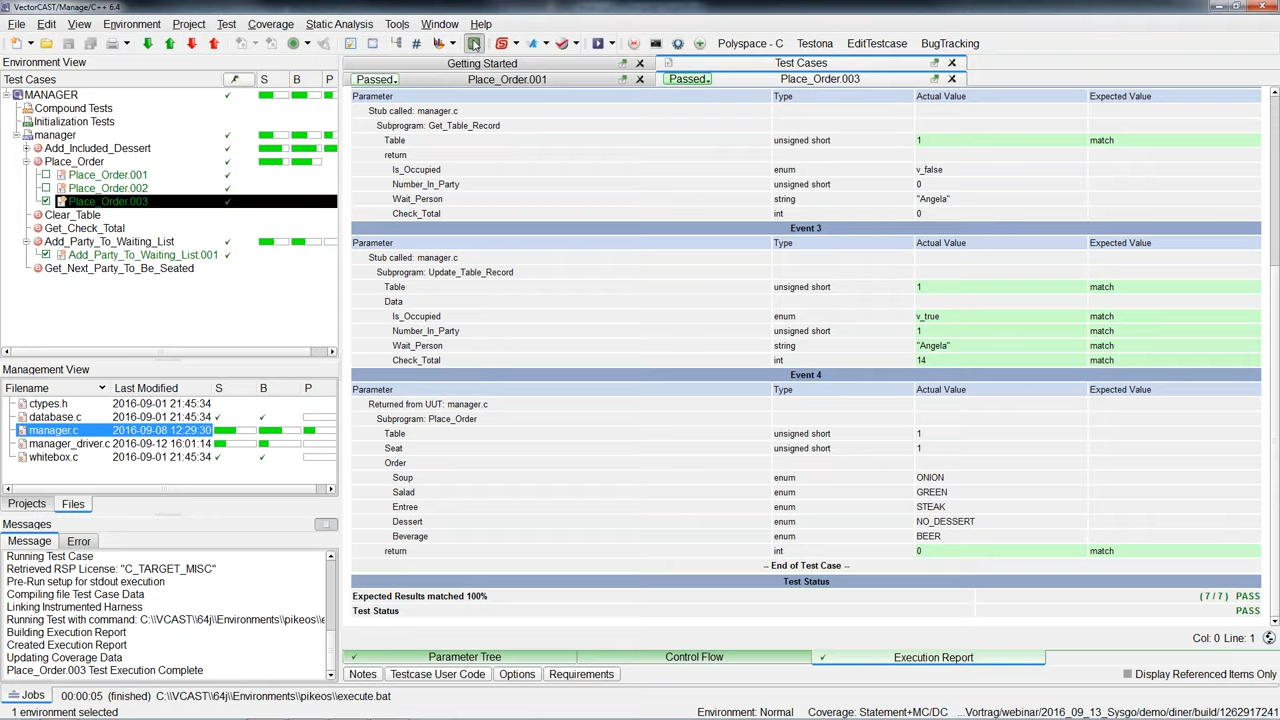 VectorCAST/Manage/C++ 6.4
File Edit View Environment Project Test Coverage Static Analysis Tools Window Help
Polyspace - C Testona EditTestcase BugTracking
Environment View
Test Cases S B P
MANAGER
Compound Tests
Initialization Tests
manager
Add_Included_Dessert
Place_Order
Place_Order.001
Place_Order.002
Place_Order.003
Clear_Table
Get_Check_Total
Add_Party_To_Waiting_List
Add_Party_To_Waiting_List.001
Get_Next_Party_To_Be_Seated
Management View
Filename Last Modified S B P
ctypes.h 2016-09-01 21:45:34
database.c 2016-09-01 21:45:34
manager.c 2016-09-08 12:29:30
manager_driver.c 2016-09-12 16:01:14
whitebox.c 2016-09-01 21:45:34
Projects Files
Messages
Message Error
Running Test Case
Retrieved RSP License: "C_TARGET_MISC"
Pre-Run setup for stdout execution
Compiling file Test Case Data
Linking Instrumented Harness
Running Test with command: C:\\VCAST\\64j\\Environments\\pikeos\\e
Building Execution Report
Created Execution Report
Updating Coverage Data
Place_Order.003 Test Execution Complete
Getting Started Test Cases
Passed Place_Order.001 Passed Place_Order.003
Parameter Type Actual Value Expected Value
Stub called: manager.c
Subprogram: Get_Table_Record
Table unsigned short 1 match
return
Is_Occupied enum v_false
Number_In_Party unsigned short 0
Wait_Person string "Angela"
Check_Total int 0
Event 3
Parameter Type Actual Value Expected Value
Stub called: manager.c
Subprogram: Update_Table_Record
Table unsigned short 1 match
Data
Is_Occupied enum v_true match
Number_In_Party unsigned short 1 match
Wait_Person string "Angela" match
Check_Total int 14 match
Event 4
Parameter Type Actual Value Expected Value
Returned from UUT: manager.c
Subprogram: Place_Order
Table unsigned short 1
Seat unsigned short 1
Order
Soup enum ONION
Salad enum GREEN
Entree enum STEAK
Dessert enum NO_DESSERT
Beverage enum BEER
return int 0 match
-- End of Test Case --
Test Status
Expected Results matched 100% ( 7 / 7 ) PASS
Test Status PASS
Col: 0 Line: 1
Parameter Tree Control Flow Execution Report
Notes Testcase User Code Options Requirements Display Referenced Items Only
Jobs 00:00:05 (finished) C:\\VCAST\\64j\\Environments\\pikeos\\execute.bat
1 environment selected Environment: Normal Coverage: Statement+MC/DC ...Vortrag/webinar/2016_09_13_Sysgo/demo/diner/build/1262917241